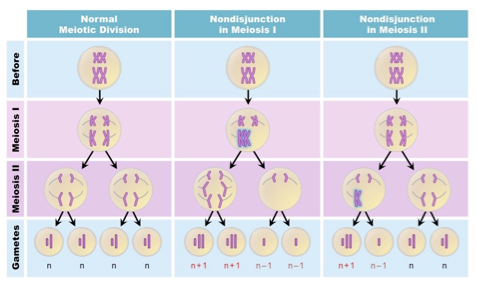 Normal
Meiotic Division
Nondisjunction
in Meiosis I
Nondisjunction
in Meiosis II
Before
Meiosis I
Meiosis II
Gametes
n n n n n+1 n+1 n−1 n−1 n+1 n−1 n n